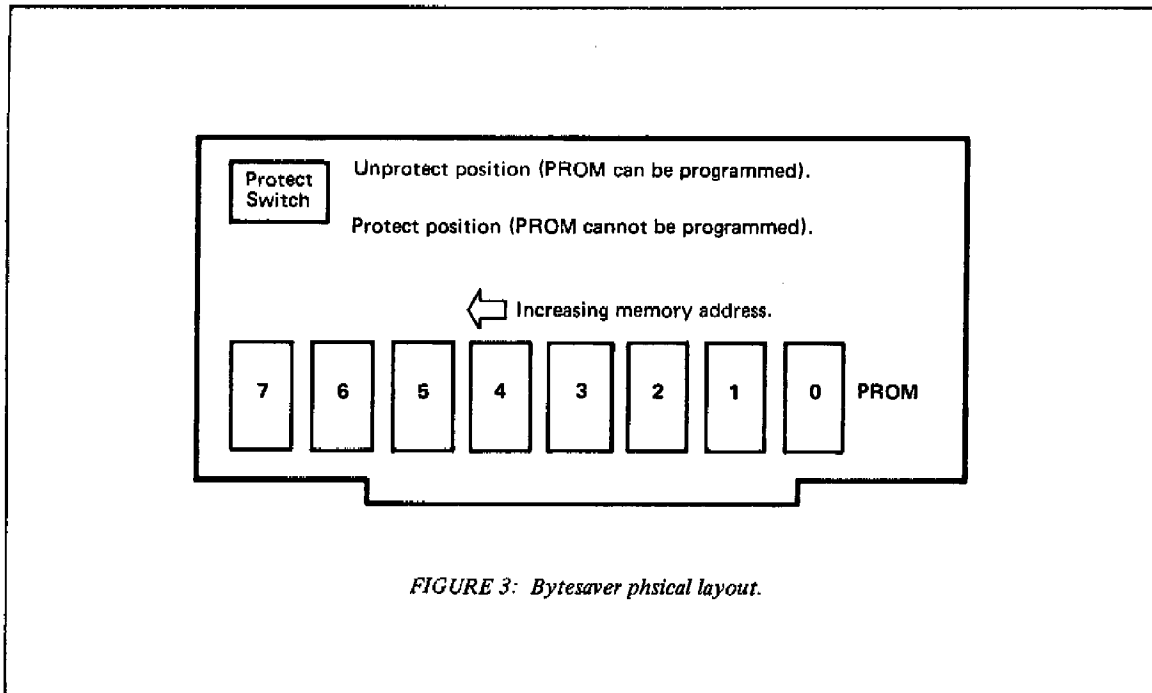 Protect
Switch
Unprotect position (PROM can be programmed).
Protect position (PROM cannot be programmed).
Increasing memory address.
7 6 5 4 3 2 1 0 PROM
FIGURE 3: Bytesaver phsical layout.